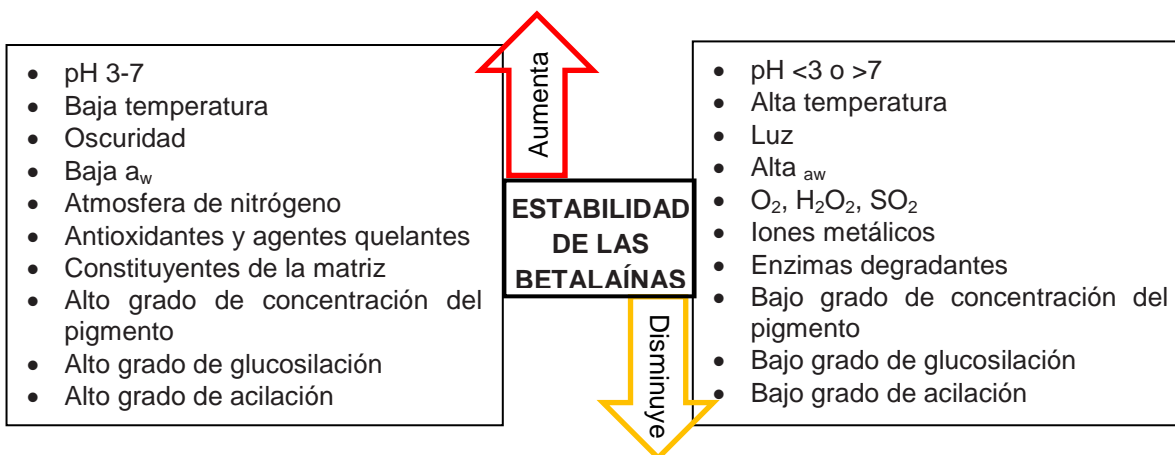 • pH 3-7
• Baja temperatura
• Oscuridad
• Baja aw
• Atmosfera de nitrógeno
• Antioxidantes y agentes quelantes
• Constituyentes de la matriz
• Alto grado de concentración del
pigmento
• Alto grado de glucosilación
• Alto grado de acilación
Aumenta
ESTABILIDAD
DE LAS
BETALAÍNAS
Disminuye
• pH <3 o >7
• Alta temperatura
• Luz
• Alta aw
• O₂, H₂O₂, SO₂
• Iones metálicos
• Enzimas degradantes
• Bajo grado de concentración del
pigmento
• Bajo grado de glucosilación
• Bajo grado de acilación